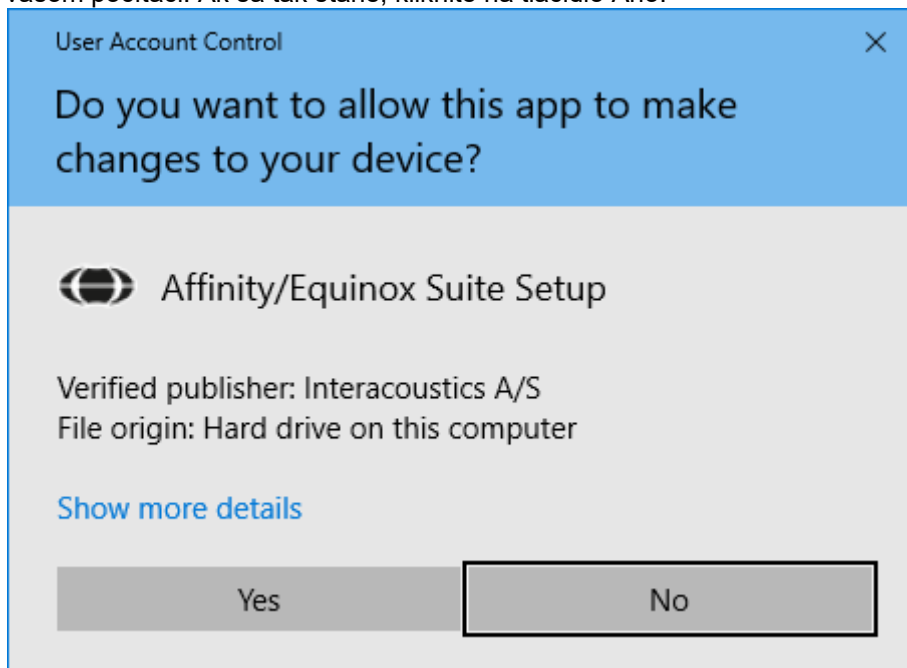 User Account Control
Do you want to allow this app to make
changes to your device?
Affinity/Equinox Suite Setup
Verified publisher: Interacoustics A/S
File origin: Hard drive on this computer
Show more details
Yes
No